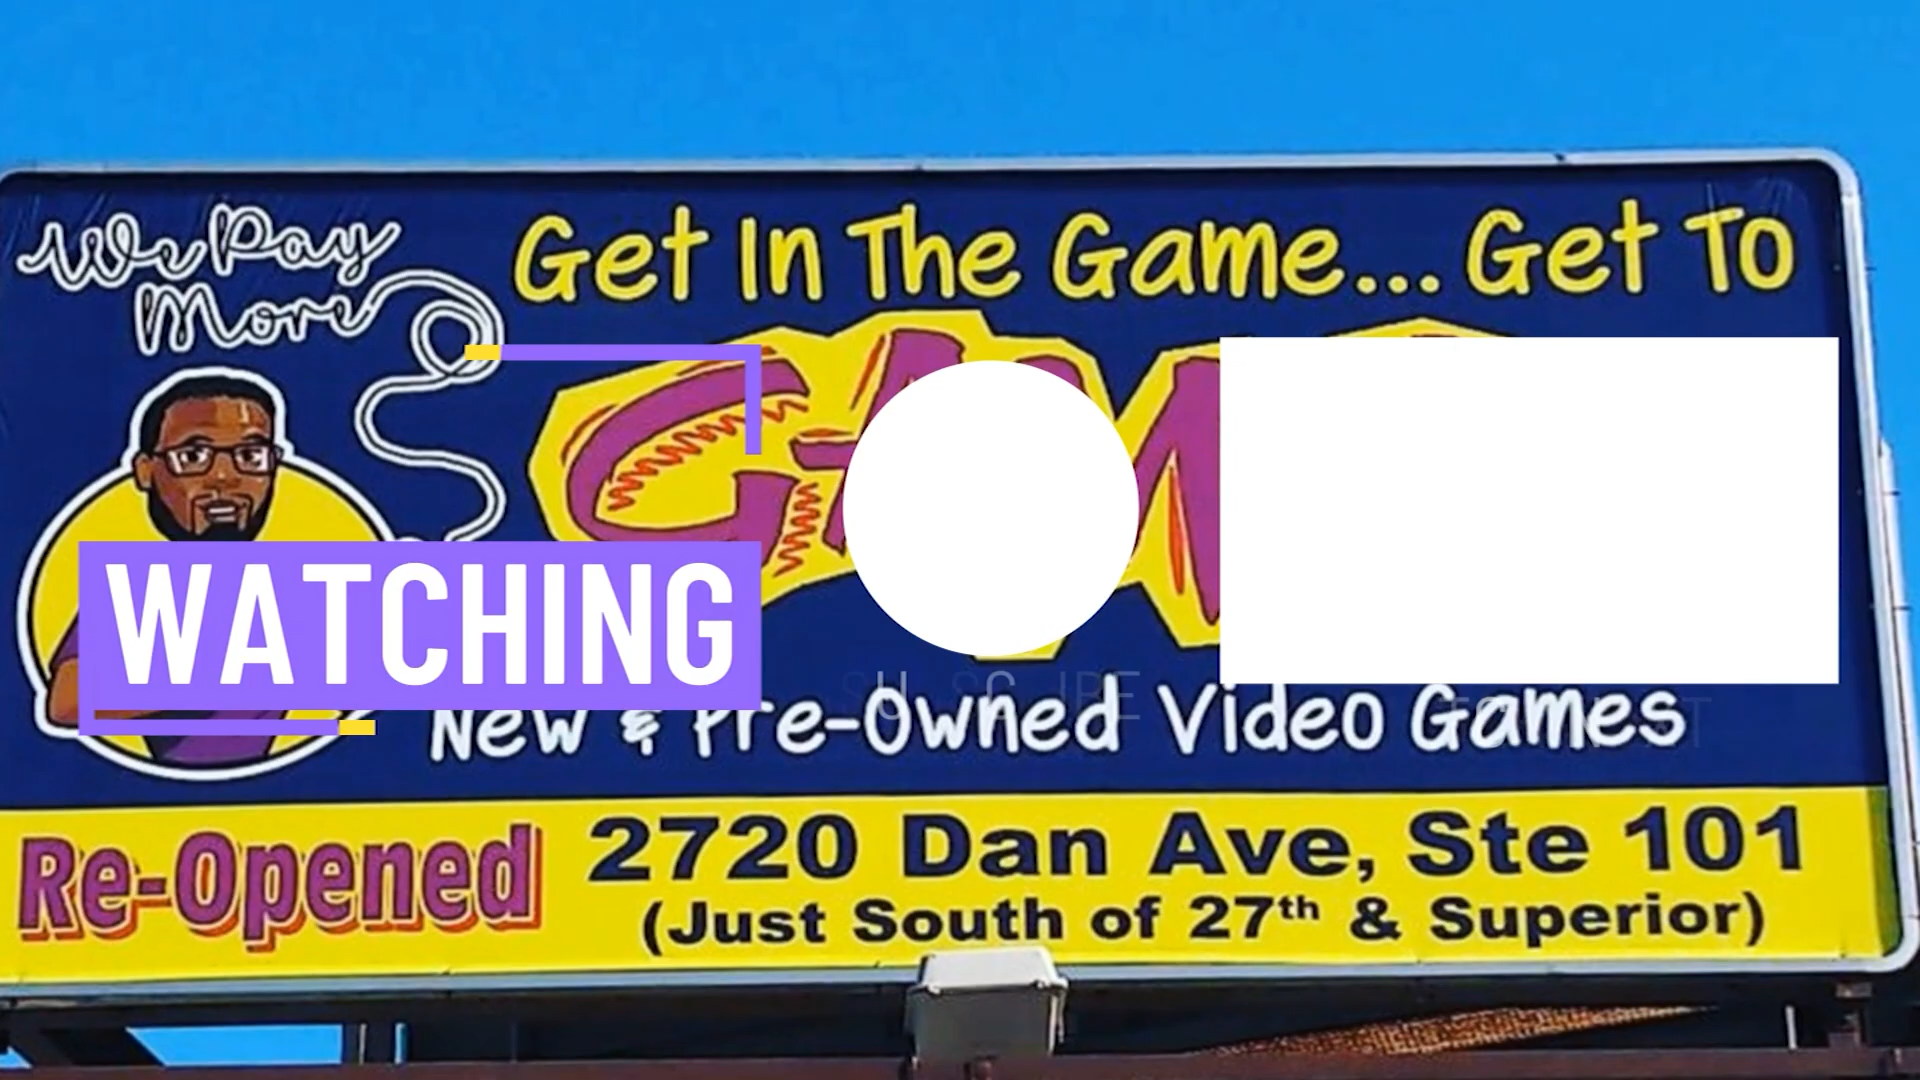 We Pay
More
Get In The Game... Get To
WATCHING
New & Pre-Owned Video Games
Re-Opened
2720 Dan Ave, Ste 101
(Just South of 27th & Superior)